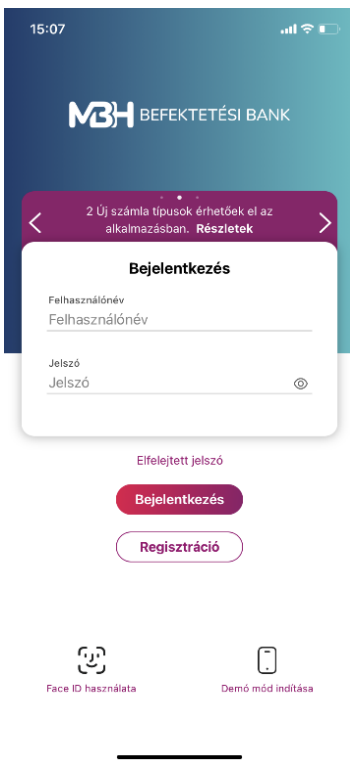 15:07
MBH BEFEKTETÉSI BANK
2 Új számla típusok érhetőek el az
alkalmazásban. Részletek
Bejelentkezés
Felhasználónév
Felhasználónév
Jelszó
Jelszó
Elfelejtett jelszó
Bejelentkezés
Regisztráció
Face ID használata
Demó mód indítása